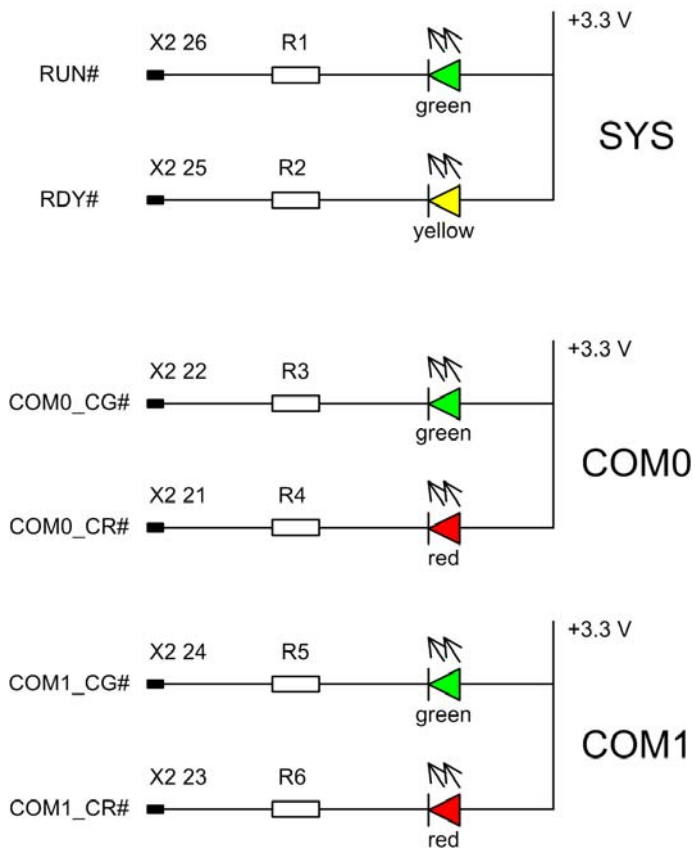 +3.3 V
X2 26 R1
RUN#
green
SYS
X2 25 R2
RDY#
yellow
+3.3 V
X2 22 R3
COM0_CG#
green
COM0
X2 21 R4
COM0_CR#
red
+3.3 V
X2 24 R5
COM1_CG#
green
COM1
X2 23 R6
COM1_CR#
red